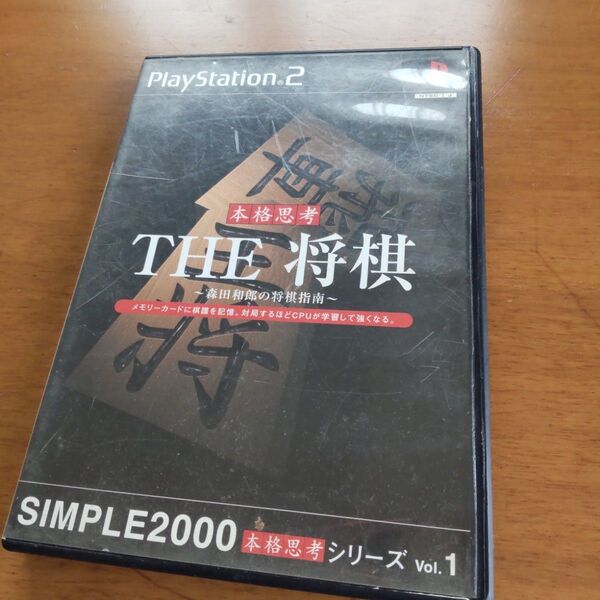 PlayStation®2
NTSC J
本格思考
THE 将棋
～森田和郎の将棋指南～
メモリーカードに棋譜を記憶。対局するほどCPUが学習して強くなる。
SIMPLE2000 本格思考シリーズ Vol.1